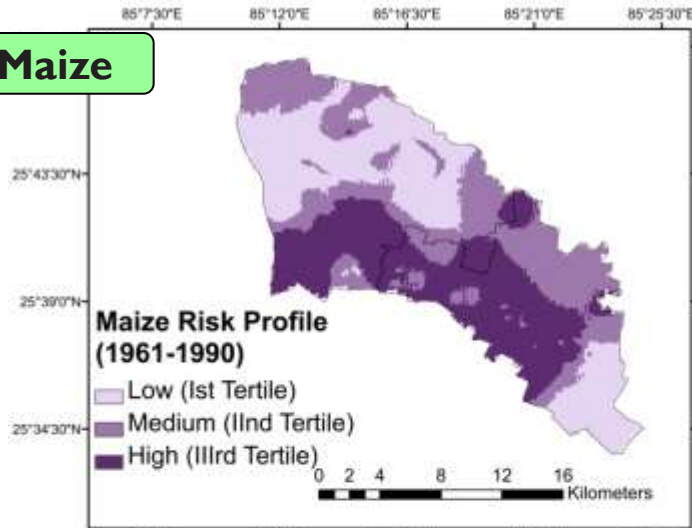 85°7'30"E 85°12'0"E 85°16'30"E 85°21'0"E 85°25'30"E
Maize
25°43'30"N
25°39'0"N
Maize Risk Profile
(1961-1990)
Low (Ist Tertile)
Medium (IInd Tertile)
25°34'30"N
High (IIIrd Tertile)
0 2 4 8 12 16
Kilometers